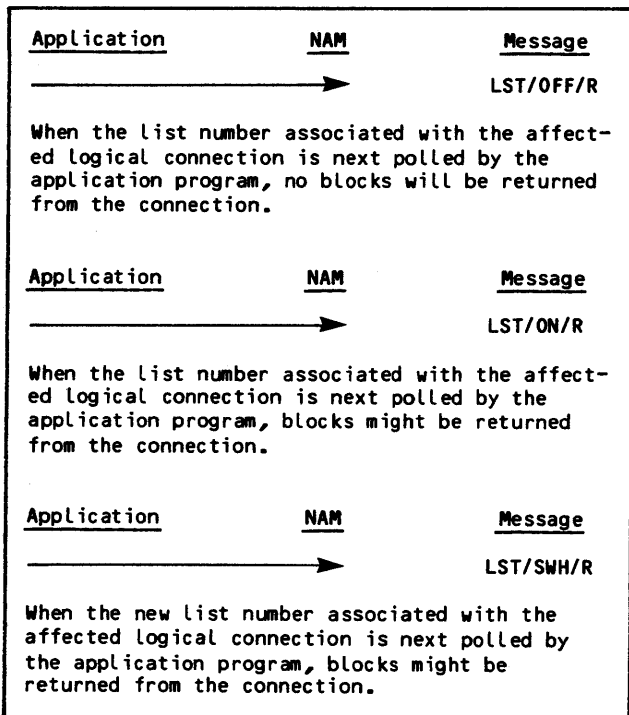 Application NAM Message
LST/OFF/R
When the list number associated with the affect-
ed logical connection is next polled by the
application program, no blocks will be returned
from the connection.
Application NAM Message
LST/ON/R
When the list number associated with the affect-
ed logical connection is next polled by the
application program, blocks might be returned
from the connection.
Application NAM Message
LST/SWH/R
When the new list number associated with the
affected logical connection is next polled by
the application program, blocks might be
returned from the connection.